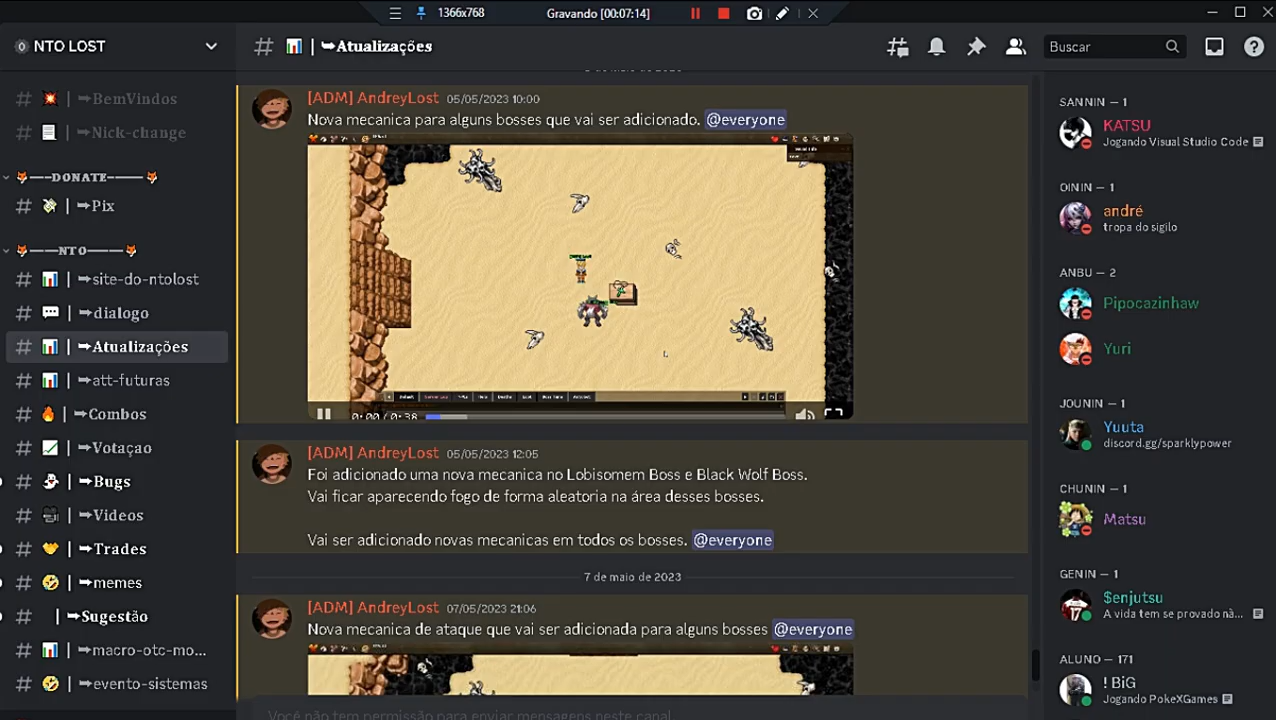 1366x768
Gravando [00:07:14]
NTO LOST
# | ➥Atualizações
Buscar
# | ➥BemVindos
# | ➥Nick-change
——DONATE——
# | ➥Pix
——NTO——
# | ➥site-do-ntolost
# | ➥dialogo
# | ➥Atualizações
# | ➥att-futuras
# | ➥Combos
# | ➥Votaçao
# | ➥Bugs
# | ➥Videos
# | ➥Trades
# | ➥memes
# | ➥Sugestão
# | ➥macro-otc-mo...
# | ➥evento-sistemas
[ADM] AndreyLost 05/05/2023 10:00
Nova mecanica para alguns bosses que vai ser adicionado. @everyone
0:00 / 0:38
[ADM] AndreyLost 05/05/2023 12:05
Foi adicionado uma nova mecanica no Lobisomem Boss e Black Wolf Boss.
Vai ficar aparecendo fogo de forma aleatoria na área desses bosses.
Vai ser adicionado novas mecanicas em todos os bosses. @everyone
7 de maio de 2023
[ADM] AndreyLost 07/05/2023 21:06
Nova mecanica de ataque que vai ser adicionada para alguns bosses @everyone
Você não tem permissão para enviar mensagens neste canal
SANNIN — 1
KATSU
Jogando Visual Studio Code
OININ — 1
andré
tropa do sigilo
ANBU — 2
Pipocazinhaw
Yuri
JOUNIN — 1
Yuuta
discord.gg/sparklypower
CHUNIN — 1
Matsu
GENIN — 1
$enjutsu
A vida tem se provado nà...
ALUNO — 171
! BiG
Jogando PokeXGames